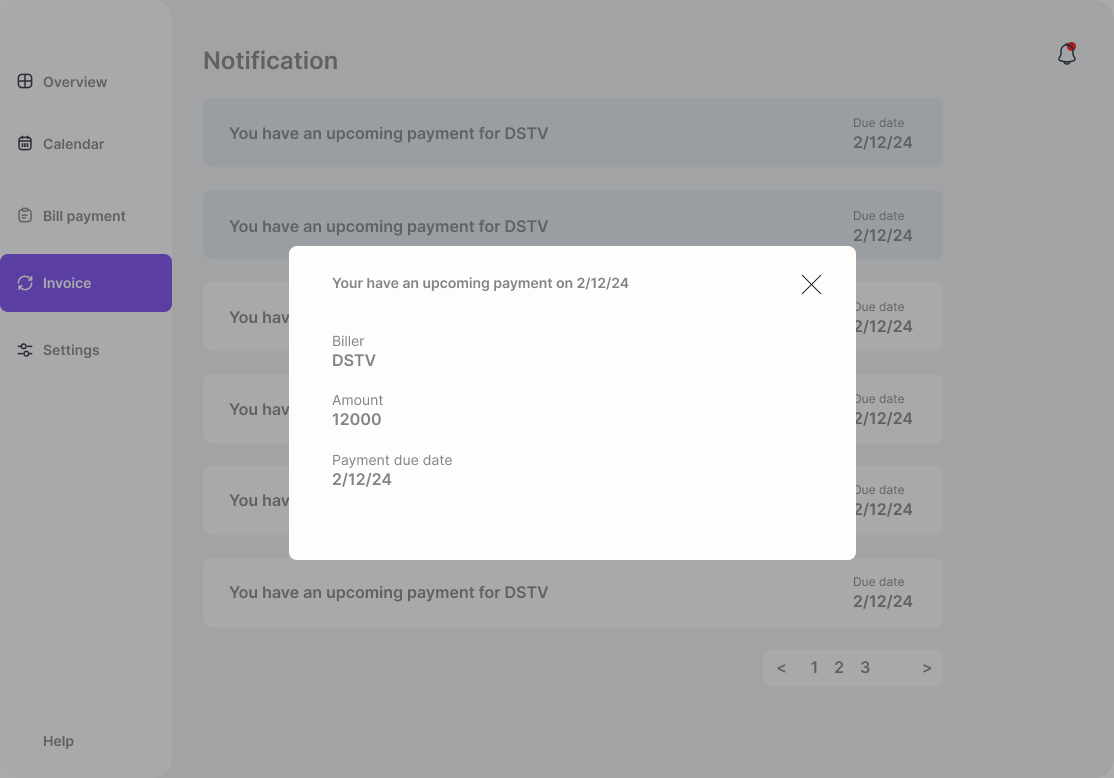 Overview
Calendar
Bill payment
Invoice
Settings
Help
Notification
You have an upcoming payment for DSTV
Due date
2/12/24
You have an upcoming payment for DSTV
Due date
2/12/24
You hav
Due date
2/12/24
You hav
Due date
2/12/24
You hav
Due date
2/12/24
You have an upcoming payment for DSTV
Due date
2/12/24
Your have an upcoming payment on 2/12/24
Biller
DSTV
Amount
12000
Payment due date
2/12/24
< 1 2 3 >